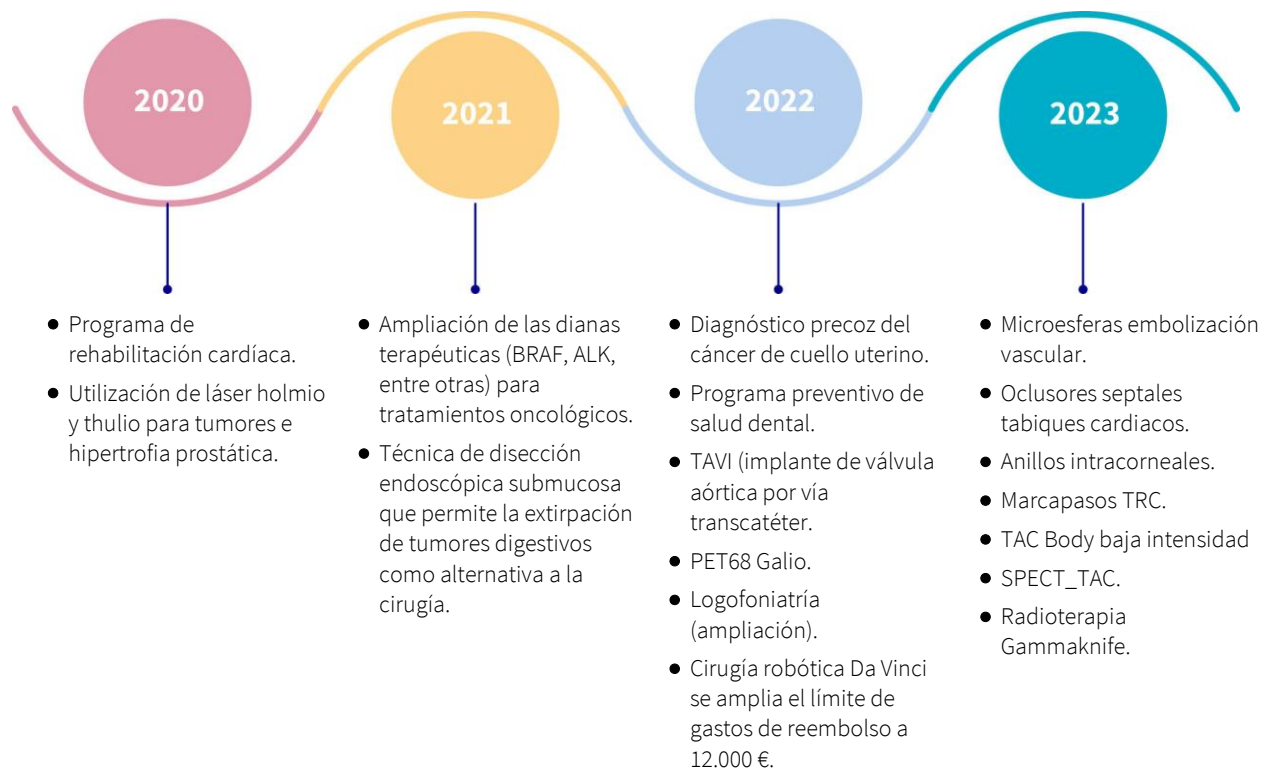 2020
● Programa de
rehabilitación cardíaca.
● Utilización de láser holmio
y thulio para tumores e
hipertrofia prostática.
2021
● Ampliación de las dianas
terapéuticas (BRAF, ALK,
entre otras) para
tratamientos oncológicos.
● Técnica de disección
endoscópica submucosa
que permite la extirpación
de tumores digestivos
como alternativa a la
cirugía.
2022
● Diagnóstico precoz del
cáncer de cuello uterino.
● Programa preventivo de
salud dental.
● TAVI (implante de válvula
aórtica por vía
transcatéter.
● PET68 Galio.
● Logofoniatría
(ampliación).
● Cirugía robótica Da Vinci
se amplia el límite de
gastos de reembolso a
12.000 €.
2023
● Microesferas embolización
vascular.
● Oclusores septales
tabiques cardiacos.
● Anillos intracorneales.
● Marcapasos TRC.
● TAC Body baja intensidad
● SPECT_TAC.
● Radioterapia
Gammaknife.